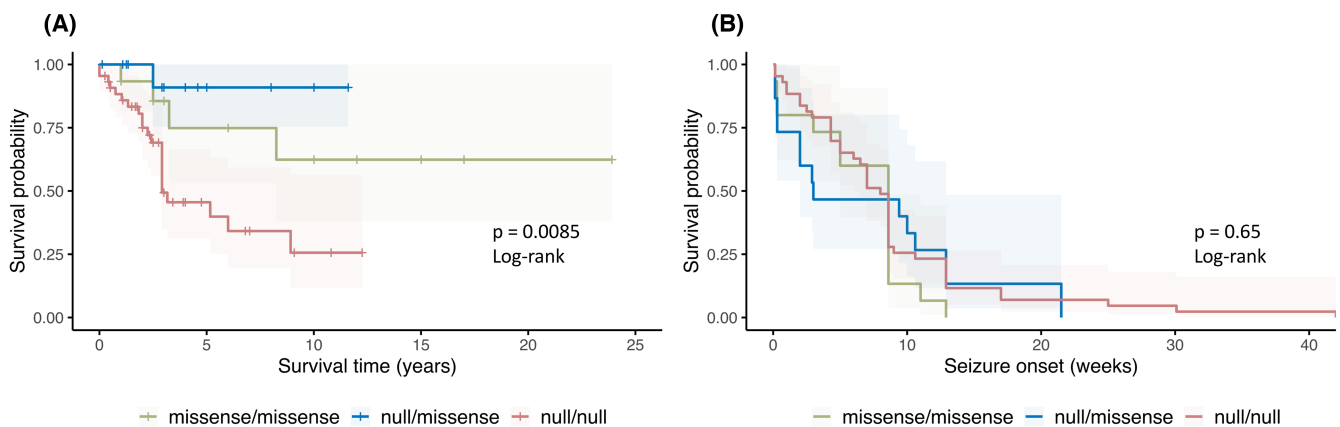 (A)
Survival probability
1.00
0.75
0.50
0.25
0.00
p = 0.0085
Log-rank
0 5 10 15 20 25
Survival time (years)
missense/missense null/missense null/null
(B)
Survival probability
1.00
0.75
0.50
0.25
0.00
p = 0.65
Log-rank
0 10 20 30 40
Seizure onset (weeks)
missense/missense null/missense null/null